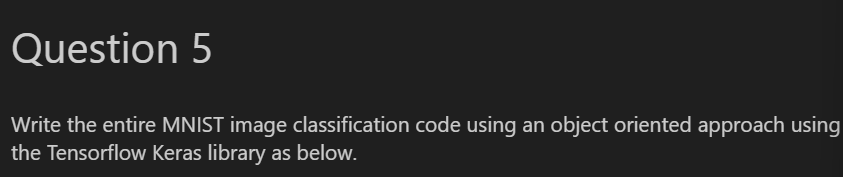 Question 5
Write the entire MNIST image classification code using an object oriented approach using
the Tensorflow Keras library as below.